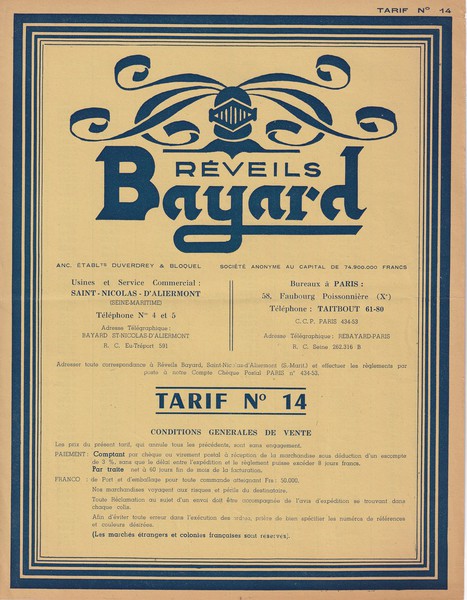 TARIF Nº 14
RÉVEILS
Bayard
ANC. ÉTABLTS DUVERDREY & BLOQUEL SOCIÉTÉ ANONYME AU CAPITAL DE 74.900.000 FRANCS
Usines et Service Commercial :
SAINT-NICOLAS-D'ALIERMONT
(SEINE-MARITIME)
Téléphone Nos 4 et 5
Adresse Télégraphique :
BAYARD ST-NICOLAS-D'ALIERMONT
R. C. Eu-Tréport 591
Bureaux à PARIS :
58, Faubourg Poissonnière (Xe)
Téléphone : TAITBOUT 61-80
C.C.P. PARIS 434-53
Adresse Télégraphique : RÉBAYARD-PARIS
R. C. Seine 262.316 B
Adresser toute correspondance à Réveils Bayard, Saint-Nicolas-d'Aliermont (S.-Marit.) et effectuer les règlements par
poste à notre Compte Chèque Postal PARIS n° 434-53.
TARIF Nº 14
CONDITIONS GENERALES DE VENTE
Les prix du présent tarif, qui annule tous les précédents, sont sans engagement.
PAIEMENT : Comptant par chèque ou virement postal à réception de la marchandise sous déduction d'un escompte
de 3 %, sans que le délai entre l'expédition et le règlement puisse excéder 8 jours francs.
Par traite net à 60 jours fin de mois de la facturation.
FRANCO : de Port et d'emballage pour toute commande atteignant Frs : 50.000.
Nos marchandises voyagent aux risques et périls du destinataire.
Toute Réclamation au sujet d'un envoi doit être accompagnée de l'avis d'expédition se trouvant dans
chaque colis.
Afin d'éviter toute erreur dans l'exécution des ordres, prière de bien spécifier les numéros de références
et couleurs désirées.
(Les marchés étrangers et colonies françaises sont réservés).